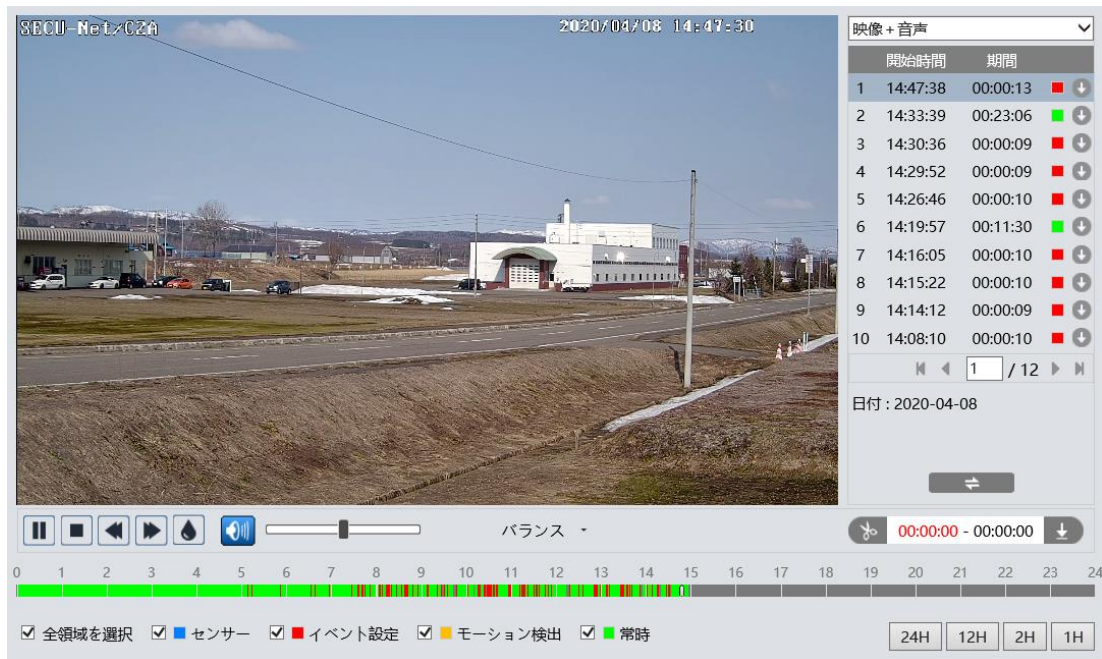 SECU-Net/CZA 2020/04/08 14:47:30
映像+音声
開始時間 期間
1 14:47:38 00:00:13
2 14:33:39 00:23:06
3 14:30:36 00:00:09
4 14:29:52 00:00:09
5 14:26:46 00:00:10
6 14:19:57 00:11:30
7 14:16:05 00:00:10
8 14:15:22 00:00:10
9 14:14:12 00:00:09
10 14:08:10 00:00:10
1 / 12
日付 : 2020-04-08
バランス
00:00:00 - 00:00:00
0 1 2 3 4 5 6 7 8 9 10 11 12 13 14 15 16 17 18 19 20 21 22 23 24
全領域を選択 センサー イベント設定 モーション検出 常時
24H 12H 2H 1H